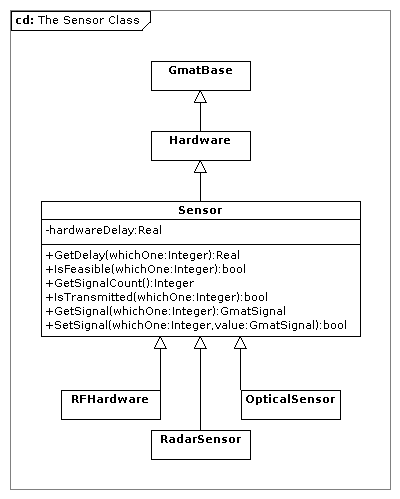 cd: The Sensor Class
GmatBase
Hardware
Sensor
-hardwareDelay:Real
+GetDelay(whichOne:Integer):Real
+IsFeasible(whichOne:Integer):bool
+GetSignalCount():Integer
+IsTransmitted(whichOne:Integer):bool
+GetSignal(whichOne:Integer):GmatSignal
+SetSignal(whichOne:Integer,value:GmatSignal):bool
RFHardware
OpticalSensor
RadarSensor